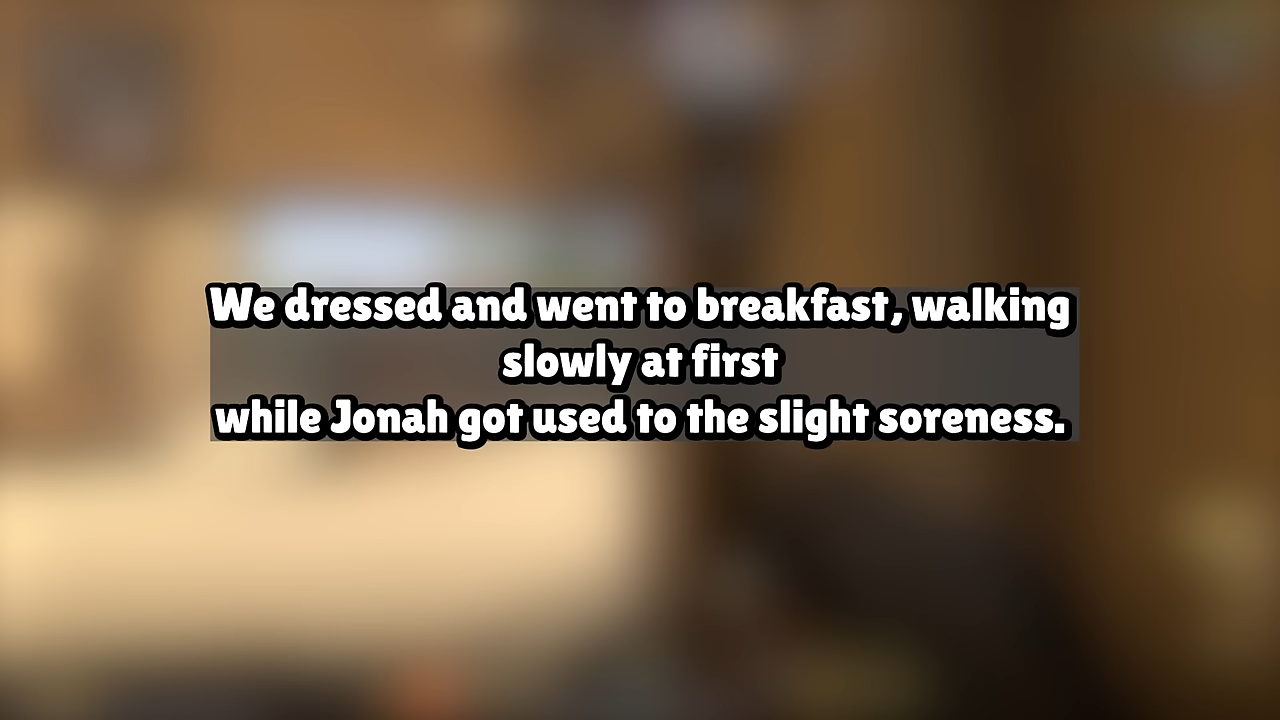 We dressed and went to breakfast, walking
slowly at first
while Jonah got used to the slight soreness.